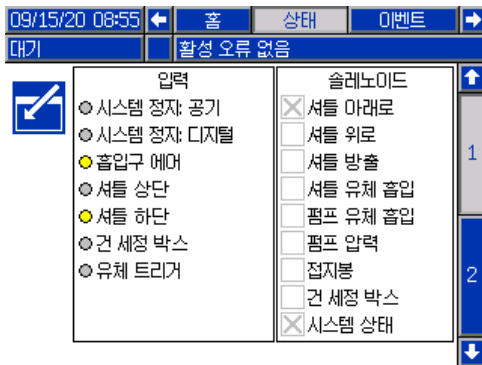 09/15/20 08:55 홈 상태 이벤트
대기 활성 오류 없음
입력
시스템 정지: 공기
시스템 정지: 디지털
흡입구 에어
셔틀 상단
셔틀 하단
건 세정 박스
유체 트리거
솔레노이드
셔틀 아래로
셔틀 위로
셔틀 방출
셔틀 유체 흡입
펌프 유체 흡입
펌프 압력
접지봉
건 세정 박스
시스템 상태
1
2